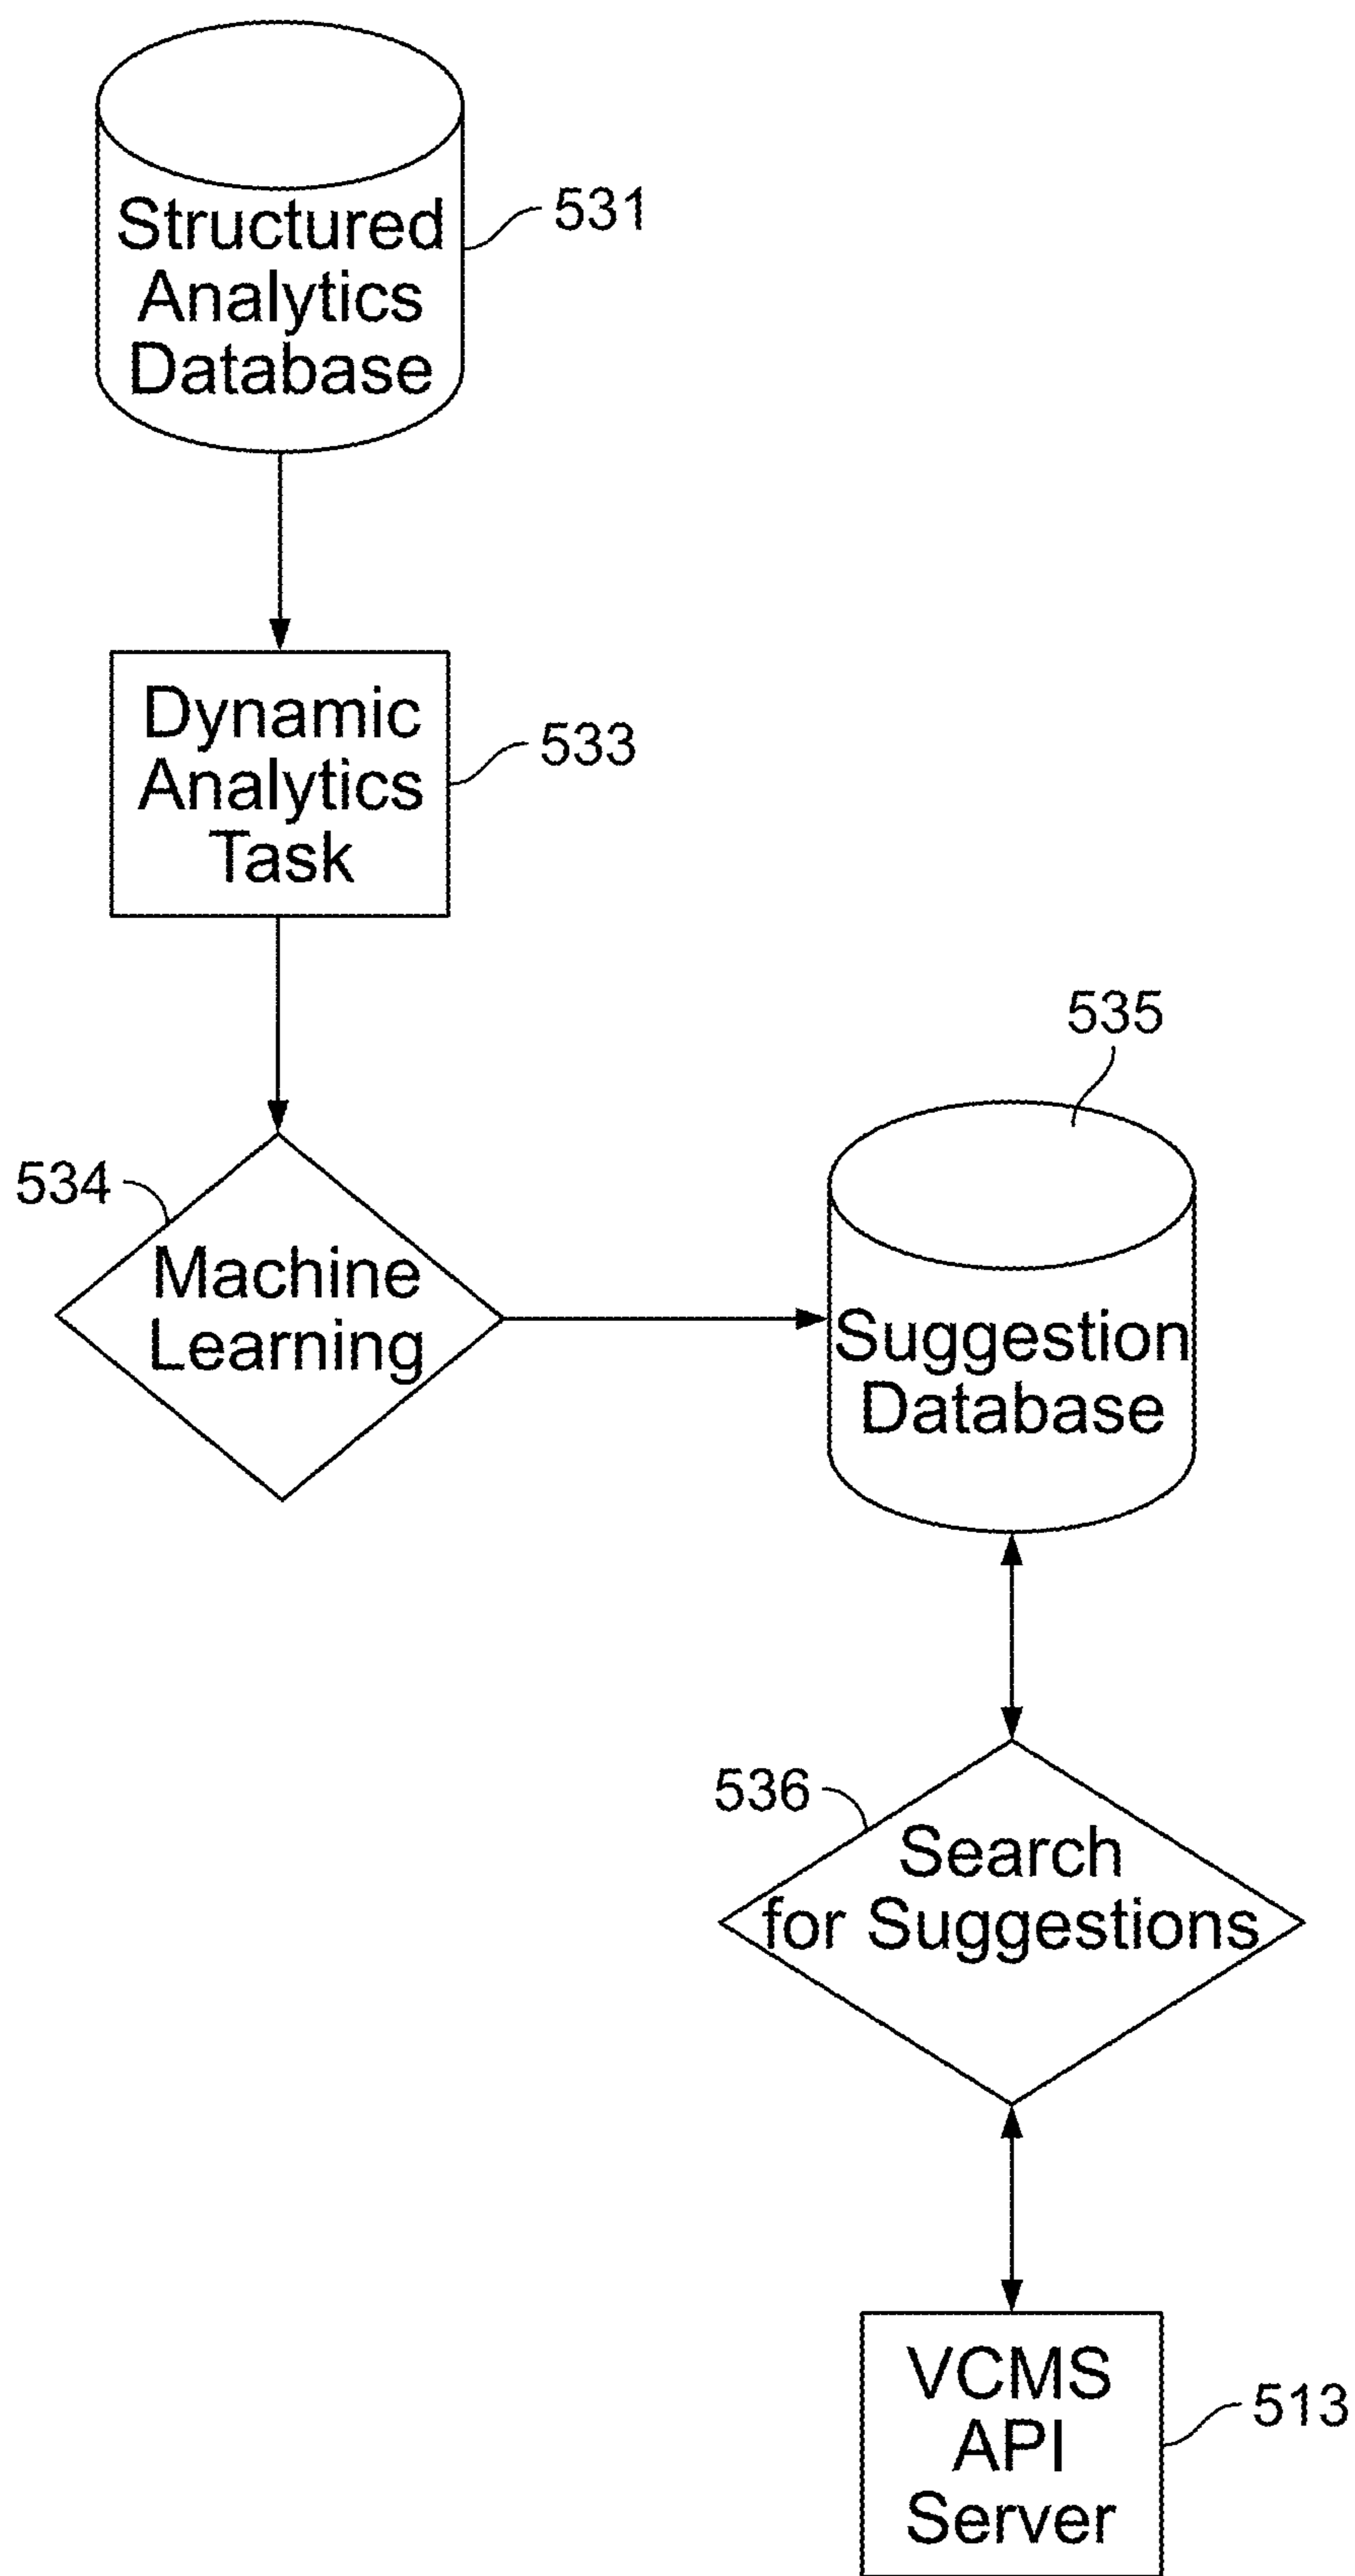 Structured
Analytics
Database
531
Dynamic
Analytics
Task
533
535
534
Machine
Learning
Suggestion
Database
536
Search
for Suggestions
VCMS
API
Server
513